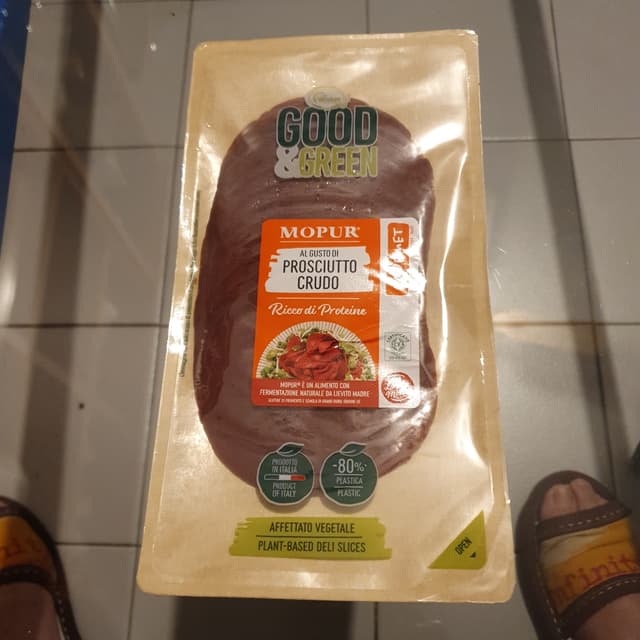 GOOD
&GREEN
MOPUR®
AL GUSTO DI
PROSCIUTTO
CRUDO
Ricco di Proteine
MOPUR® È UN ALIMENTO CON
FERMENTAZIONE NATURALE DA LIEVITO MADRE
PRODOTTO
IN ITALIA
PRODUCT
OF ITALY
-80%
PLASTICA
PLASTIC
AFFETTATO VEGETALE
PLANT-BASED DELI SLICES
OPEN